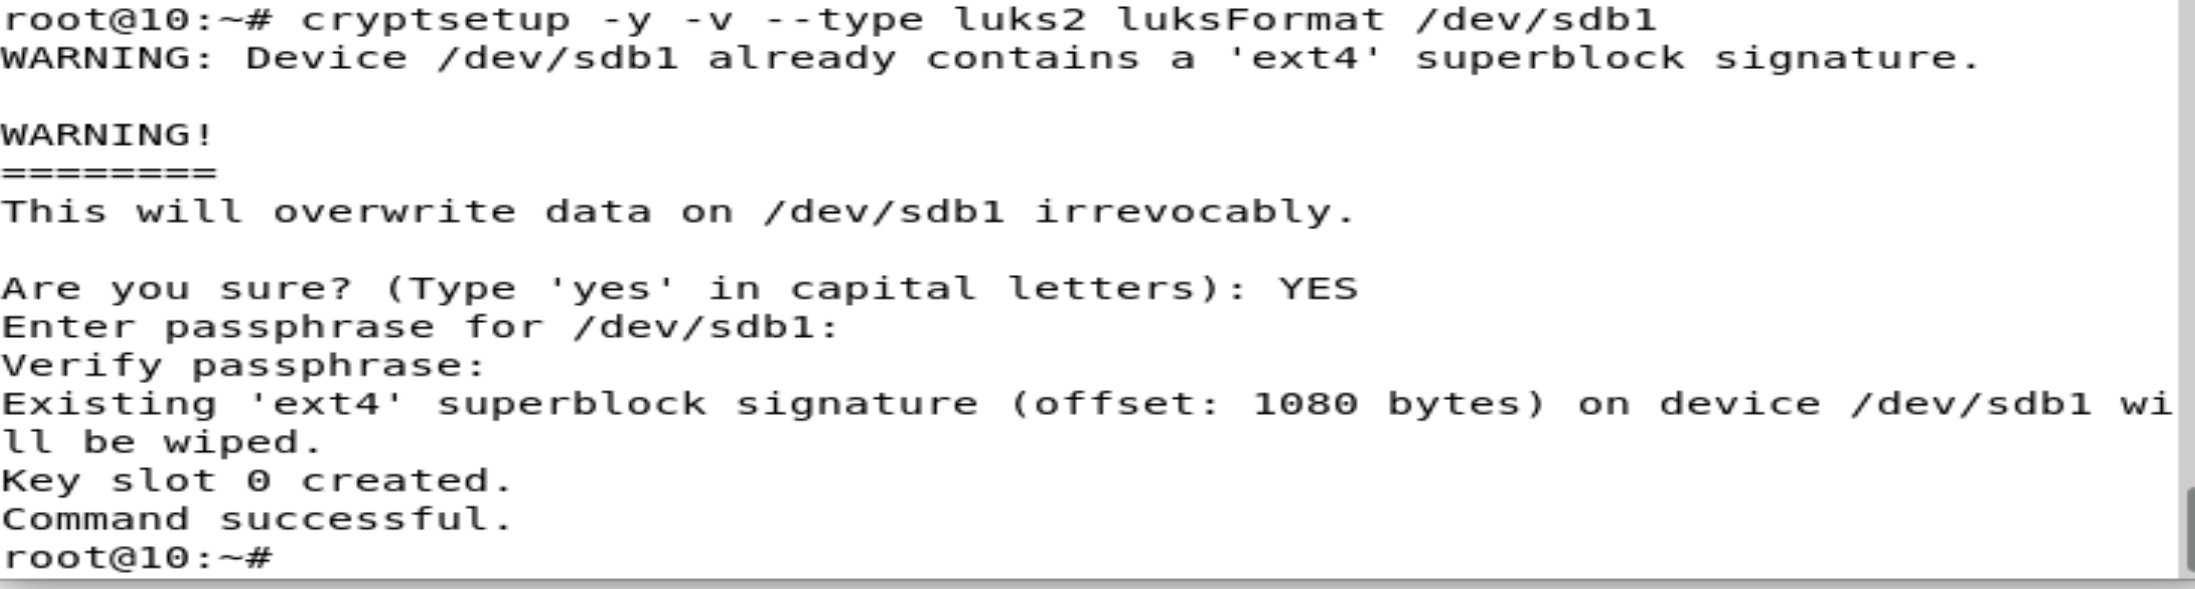 root@10:~# cryptsetup -y -v --type luks2 luksFormat /dev/sdb1
WARNING: Device /dev/sdb1 already contains a 'ext4' superblock signature.
WARNING!
========
This will overwrite data on /dev/sdb1 irrevocably.
Are you sure? (Type 'yes' in capital letters): YES
Enter passphrase for /dev/sdb1:
Verify passphrase:
Existing 'ext4' superblock signature (offset: 1080 bytes) on device /dev/sdb1 wi
ll be wiped.
Key slot 0 created.
Command successful.
root@10:~#